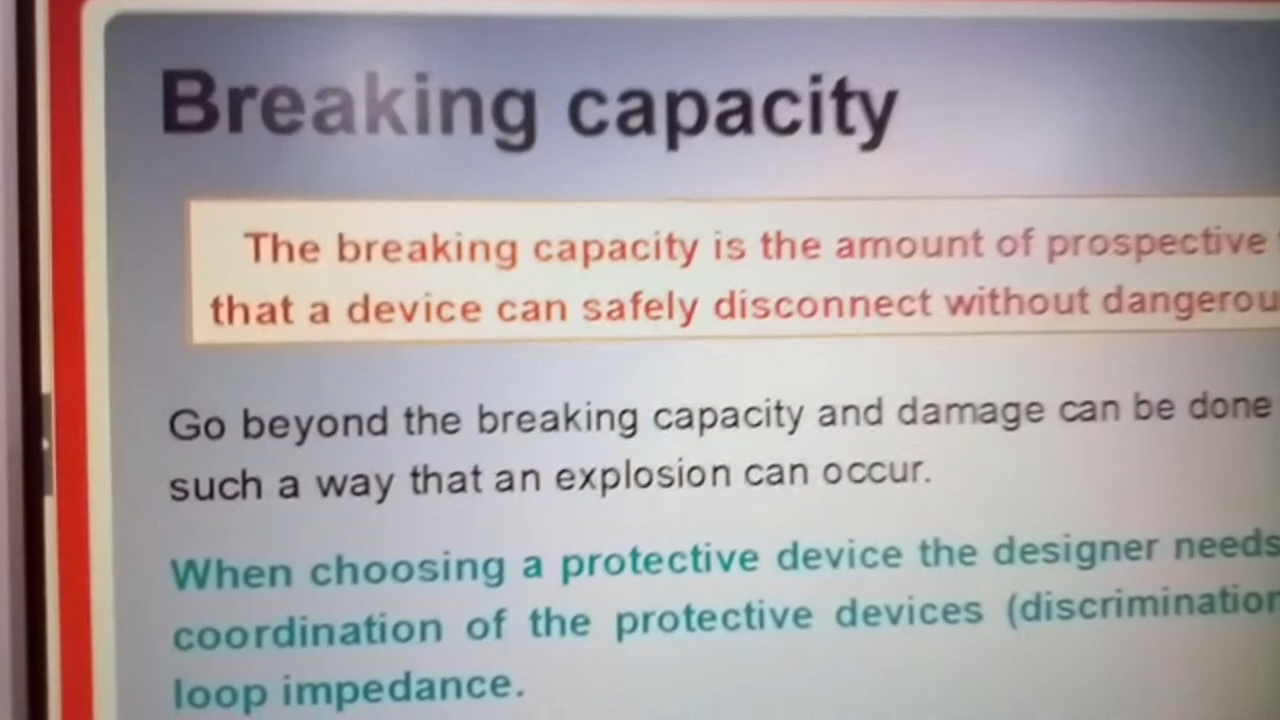 Breaking capacity
The breaking capacity is the amount of prospective
that a device can safely disconnect without dangerou
Go beyond the breaking capacity and damage can be done
such a way that an explosion can occur.
When choosing a protective device the designer needs
coordination of the protective devices (discrimination
loop impedance.